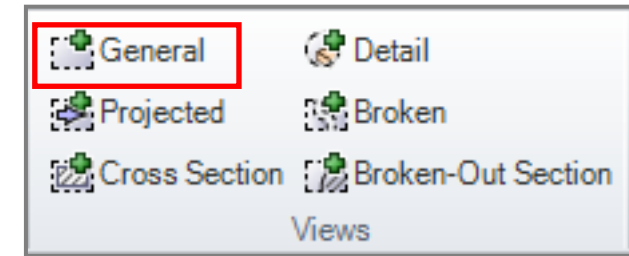 General Detail
Projected Broken
Cross Section Broken-Out Section
Views